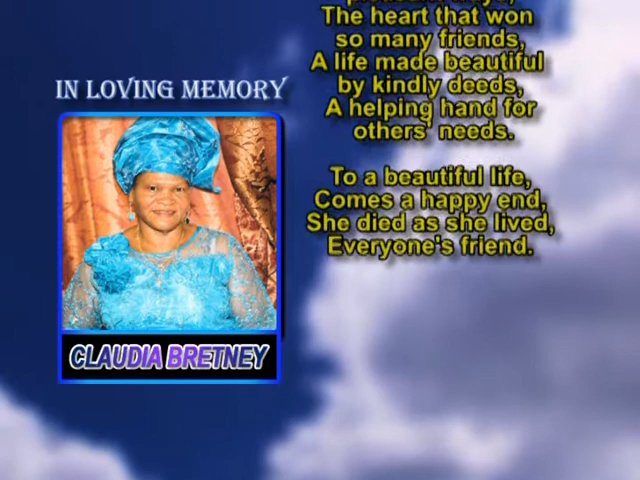 The heart that won
so many friends,
A life made beautiful
by kindly deeds,
A helping hand for
others' needs.
To a beautiful life,
Comes a happy end,
She died as she lived,
Everyone's friend.
IN LOVING MEMORY
CLAUDIA BRETNEY